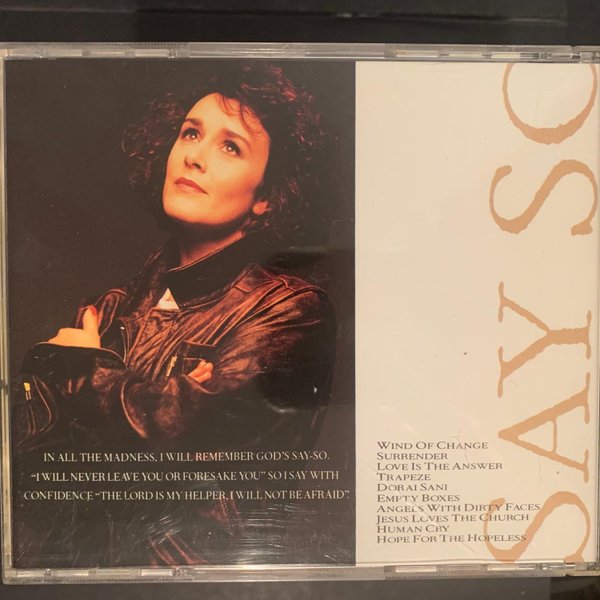 IN ALL THE MADNESS, I WILL REMEMBER GOD'S SAY-SO.
"I WILL NEVER LEAVE YOU OR FORESAKE YOU" SO I SAY WITH
CONFIDENCE "THE LORD IS MY HELPER, I WILL NOT BE AFRAID".
SAY SO
WIND OF CHANGE
SURRENDER
LOVE IS THE ANSWER
TRAPEZE
DORAI SANI
EMPTY BOXES
ANGELS WITH DIRTY FACES
JESUS LOVES THE CHURCH
HUMAN CRY
HOPE FOR THE HOPELESS